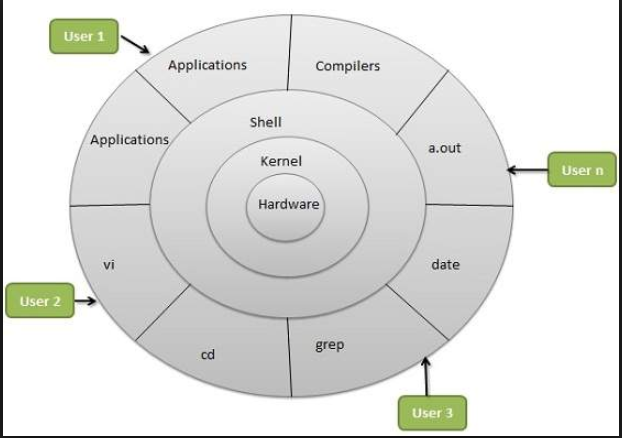 User 1
Applications
Compilers
Shell
Applications
a.out
Kernel
User n
Hardware
vi
date
User 2
cd
grep
User 3